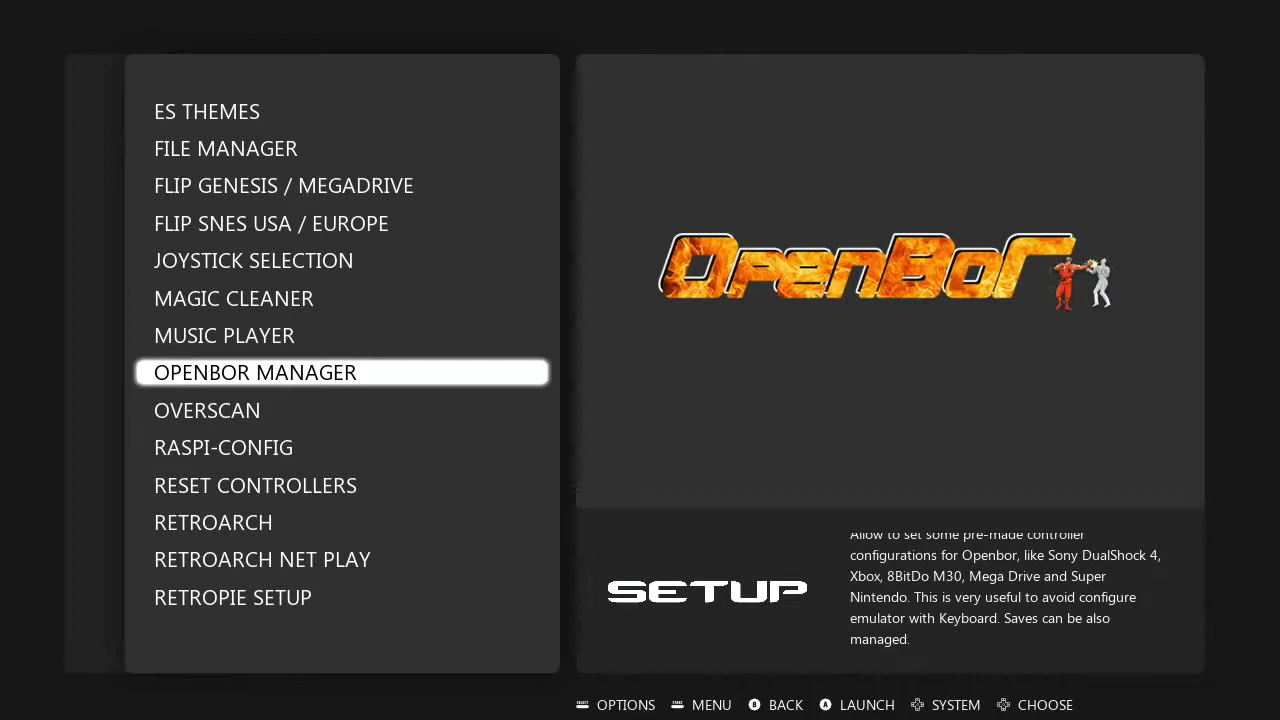 ES THEMES
FILE MANAGER
FLIP GENESIS / MEGADRIVE
FLIP SNES USA / EUROPE
JOYSTICK SELECTION
MAGIC CLEANER
MUSIC PLAYER
OPENBOR MANAGER
OVERSCAN
RASPI-CONFIG
RESET CONTROLLERS
RETROARCH
RETROARCH NET PLAY
RETROPIE SETUP
OpenBor
SETUP
Allow to set some pre-made controller
configurations for Openbor, like Sony DualShock 4,
Xbox, 8BitDo M30, Mega Drive and Super
Nintendo. This is very useful to avoid configure
emulator with Keyboard. Saves can be also
managed.
SELECT OPTIONS START MENU B BACK A LAUNCH SYSTEM CHOOSE